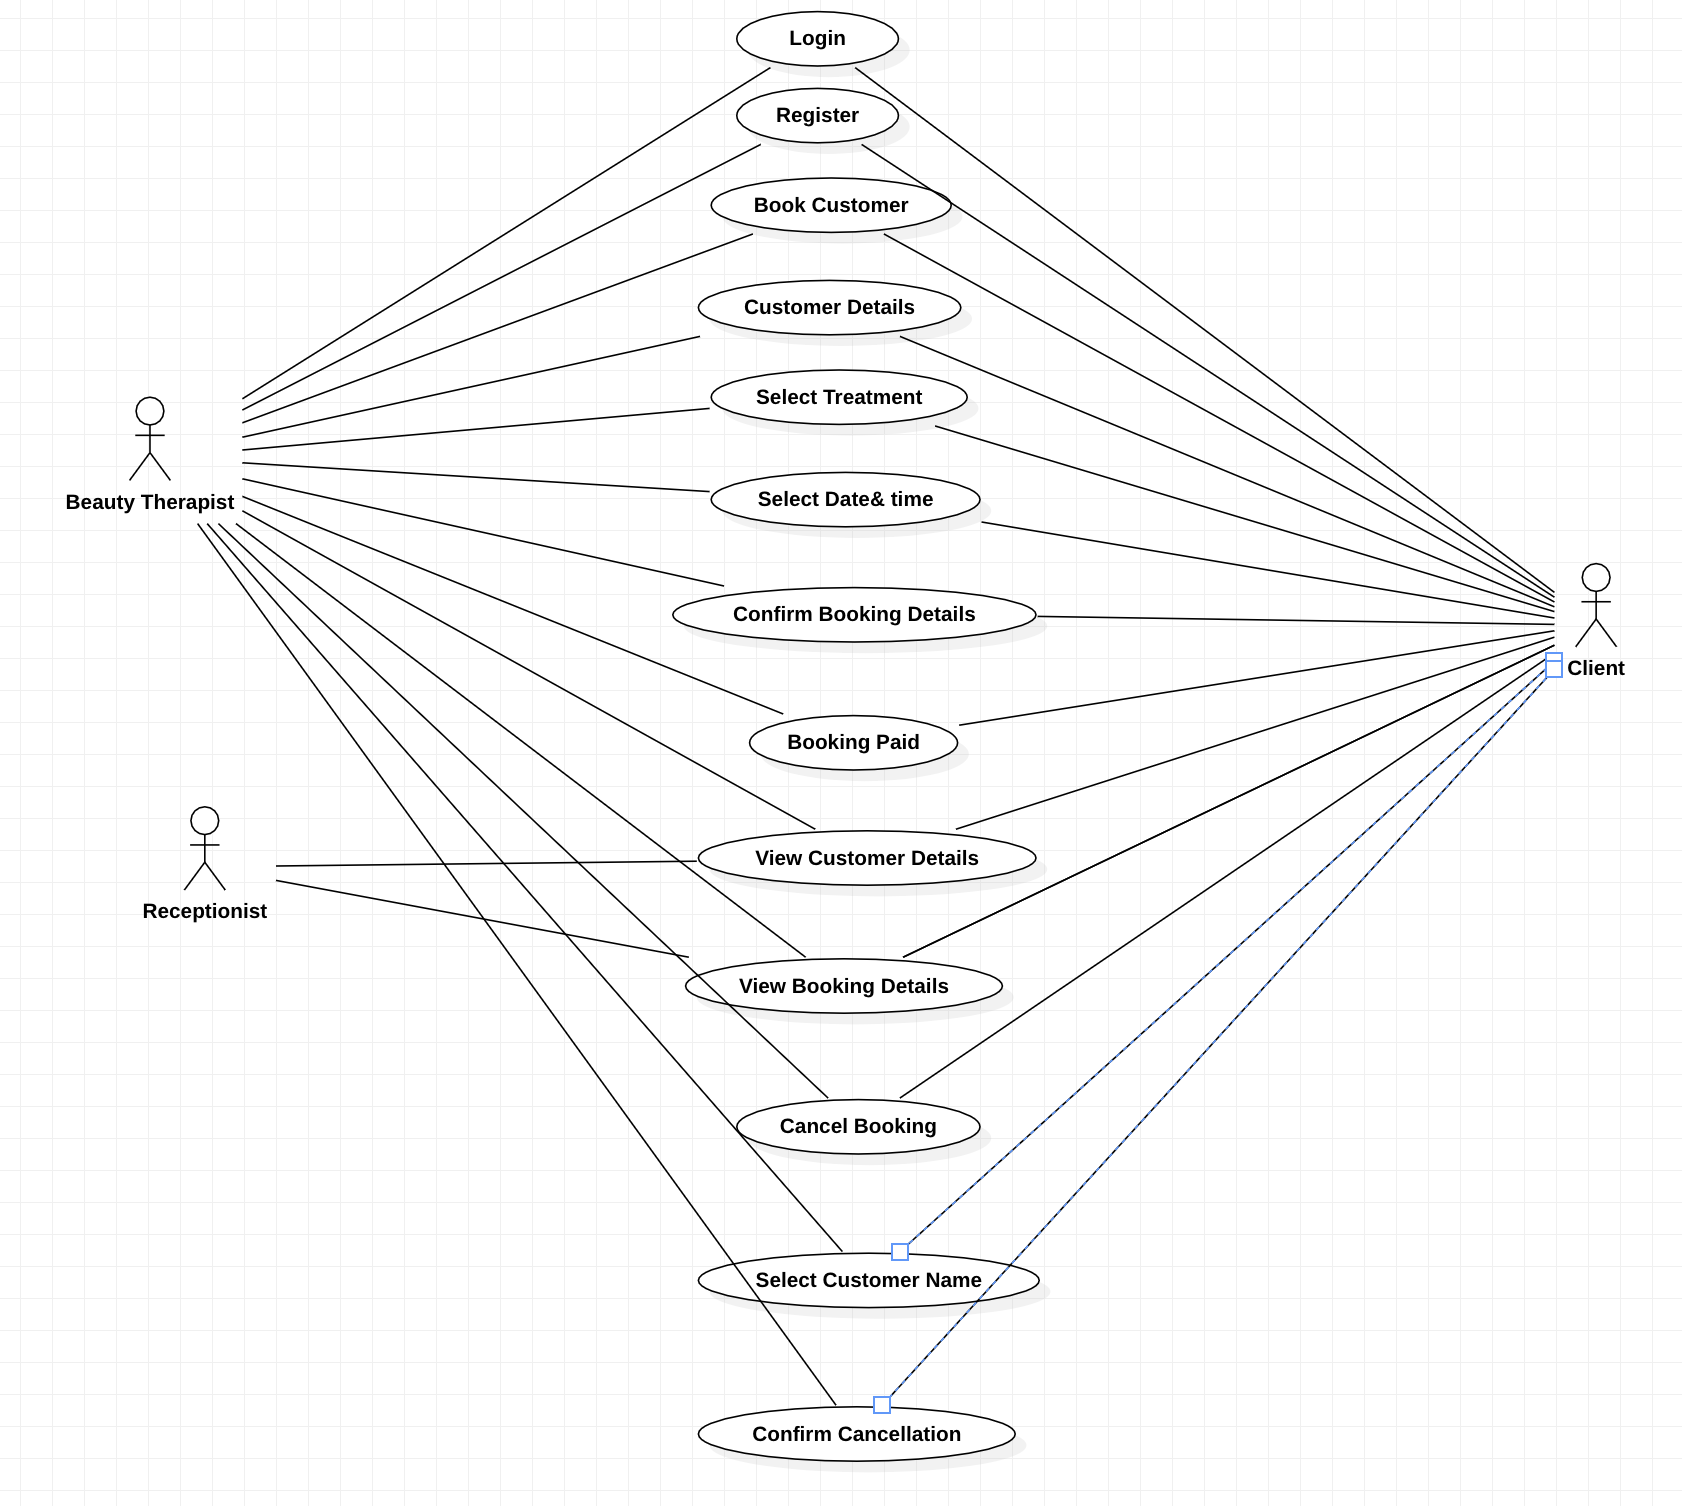 Login
Register
Book Customer
Customer Details
Select Treatment
Select Date& time
Beauty Therapist
Confirm Booking Details
Client
Booking Paid
View Customer Details
Receptionist
View Booking Details
Cancel Booking
Select Customer Name
Confirm Cancellation